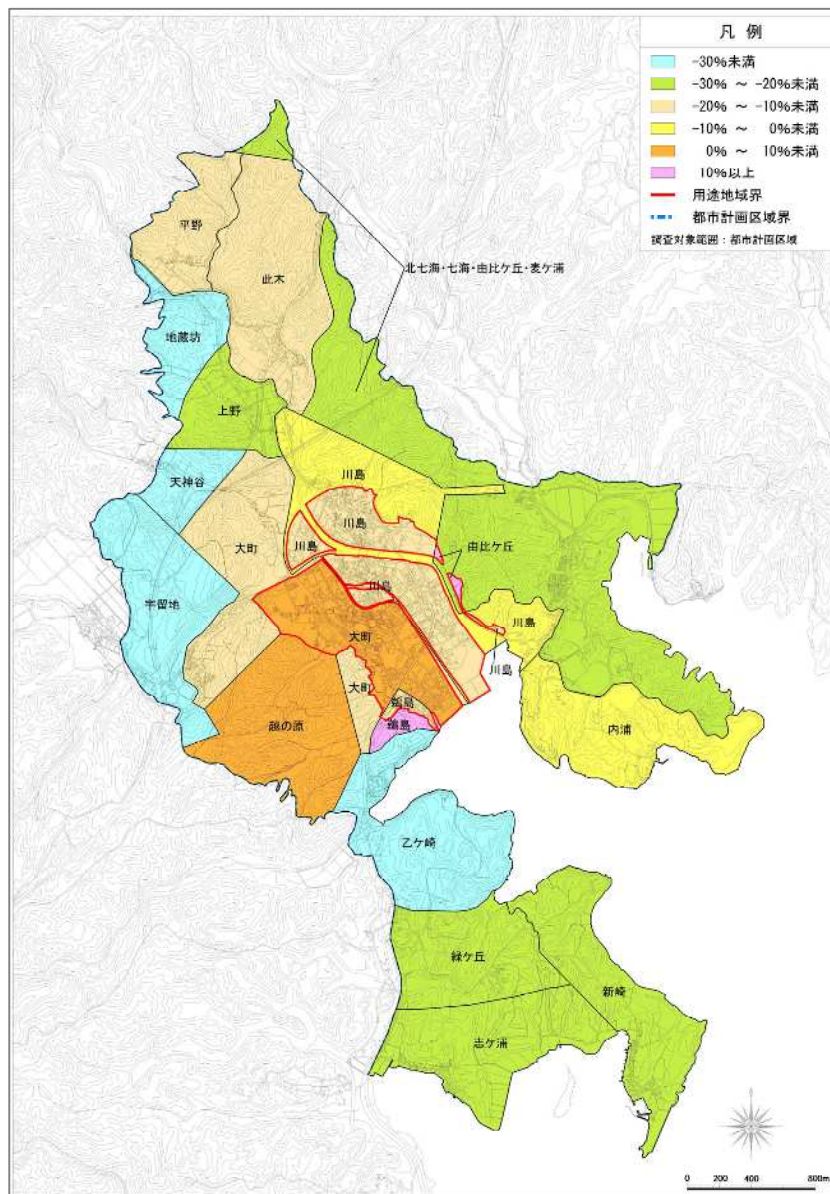 凡 例
-30%未満
-30% ～ -20%未満
-20% ～ -10%未満
-10% ～ 0%未満
0% ～ 10%未満
10%以上
用途地域界
都市計画区域界
調査対象範囲：都市計画区域
平野
此木
北七海・七海・由比ケ丘・麦ケ浦
地蔵坊
上野
天神谷
川島
川島
川島
大町
由比ケ丘
川島
宇留地
川島
大町
川島
大町
鵜島
越の原
鵜島
内浦
乙ケ崎
緑ケ丘
新崎
志ケ浦
0 200 400 800m